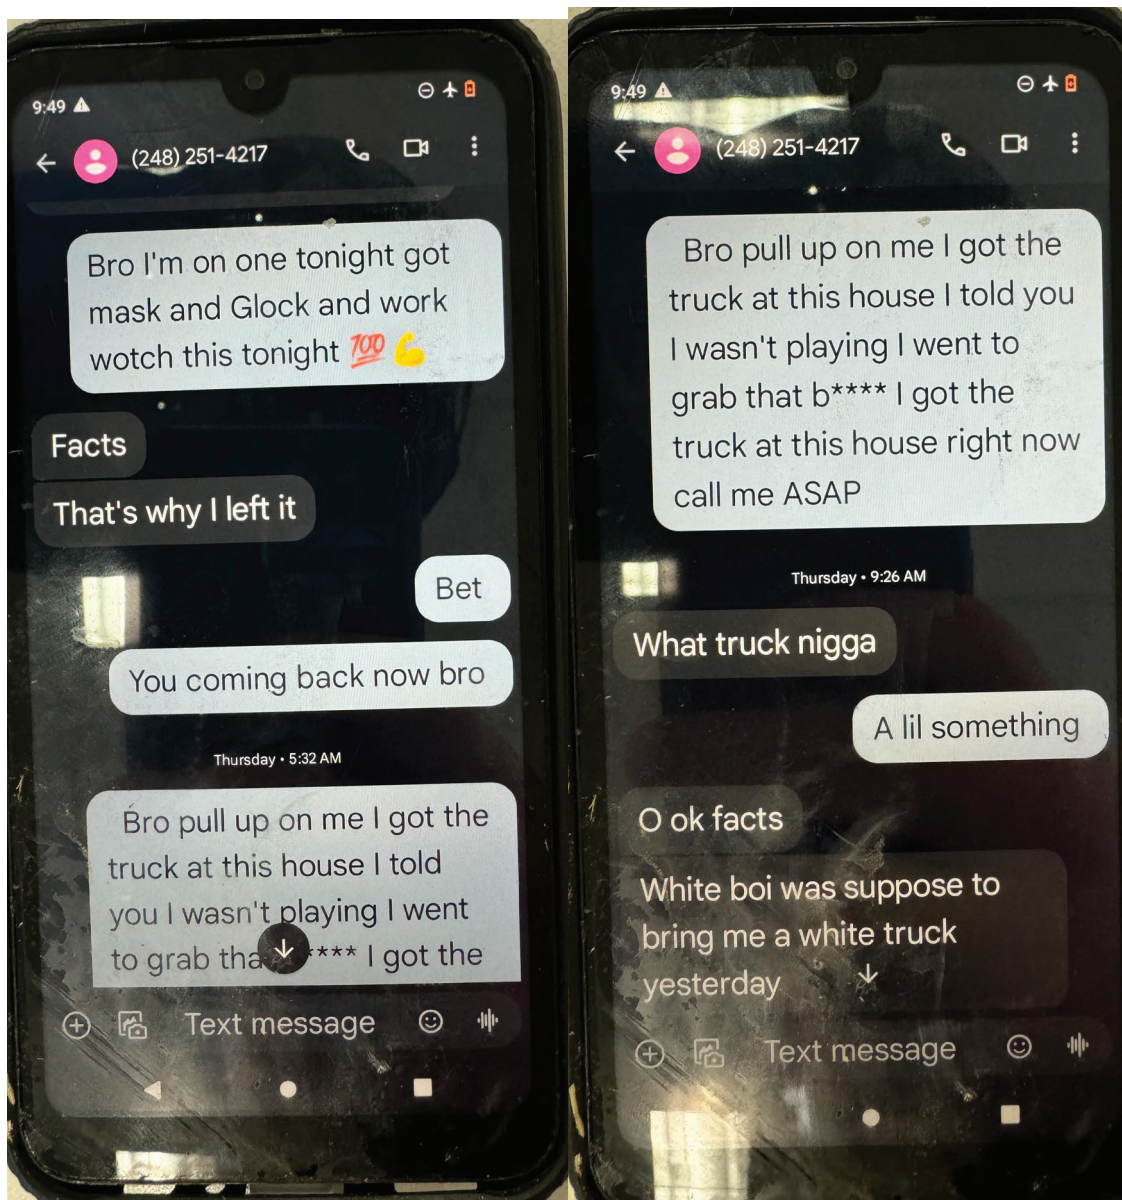 9:49
(248) 251-4217
Bro I'm on one tonight got
mask and Glock and work
wotch this tonight 💯 💪
Facts
That's why I left it
Bet
You coming back now bro
Thursday • 5:32 AM
Bro pull up on me I got the
truck at this house I told
you I wasn't playing I went
to grab tha **** I got the
Text message
9:49
(248) 251-4217
Bro pull up on me I got the
truck at this house I told you
I wasn't playing I went to
grab that b**** I got the
truck at this house right now
call me ASAP
Thursday • 9:26 AM
What truck nigga
A lil something
O ok facts
White boi was suppose to
bring me a white truck
yesterday
Text message